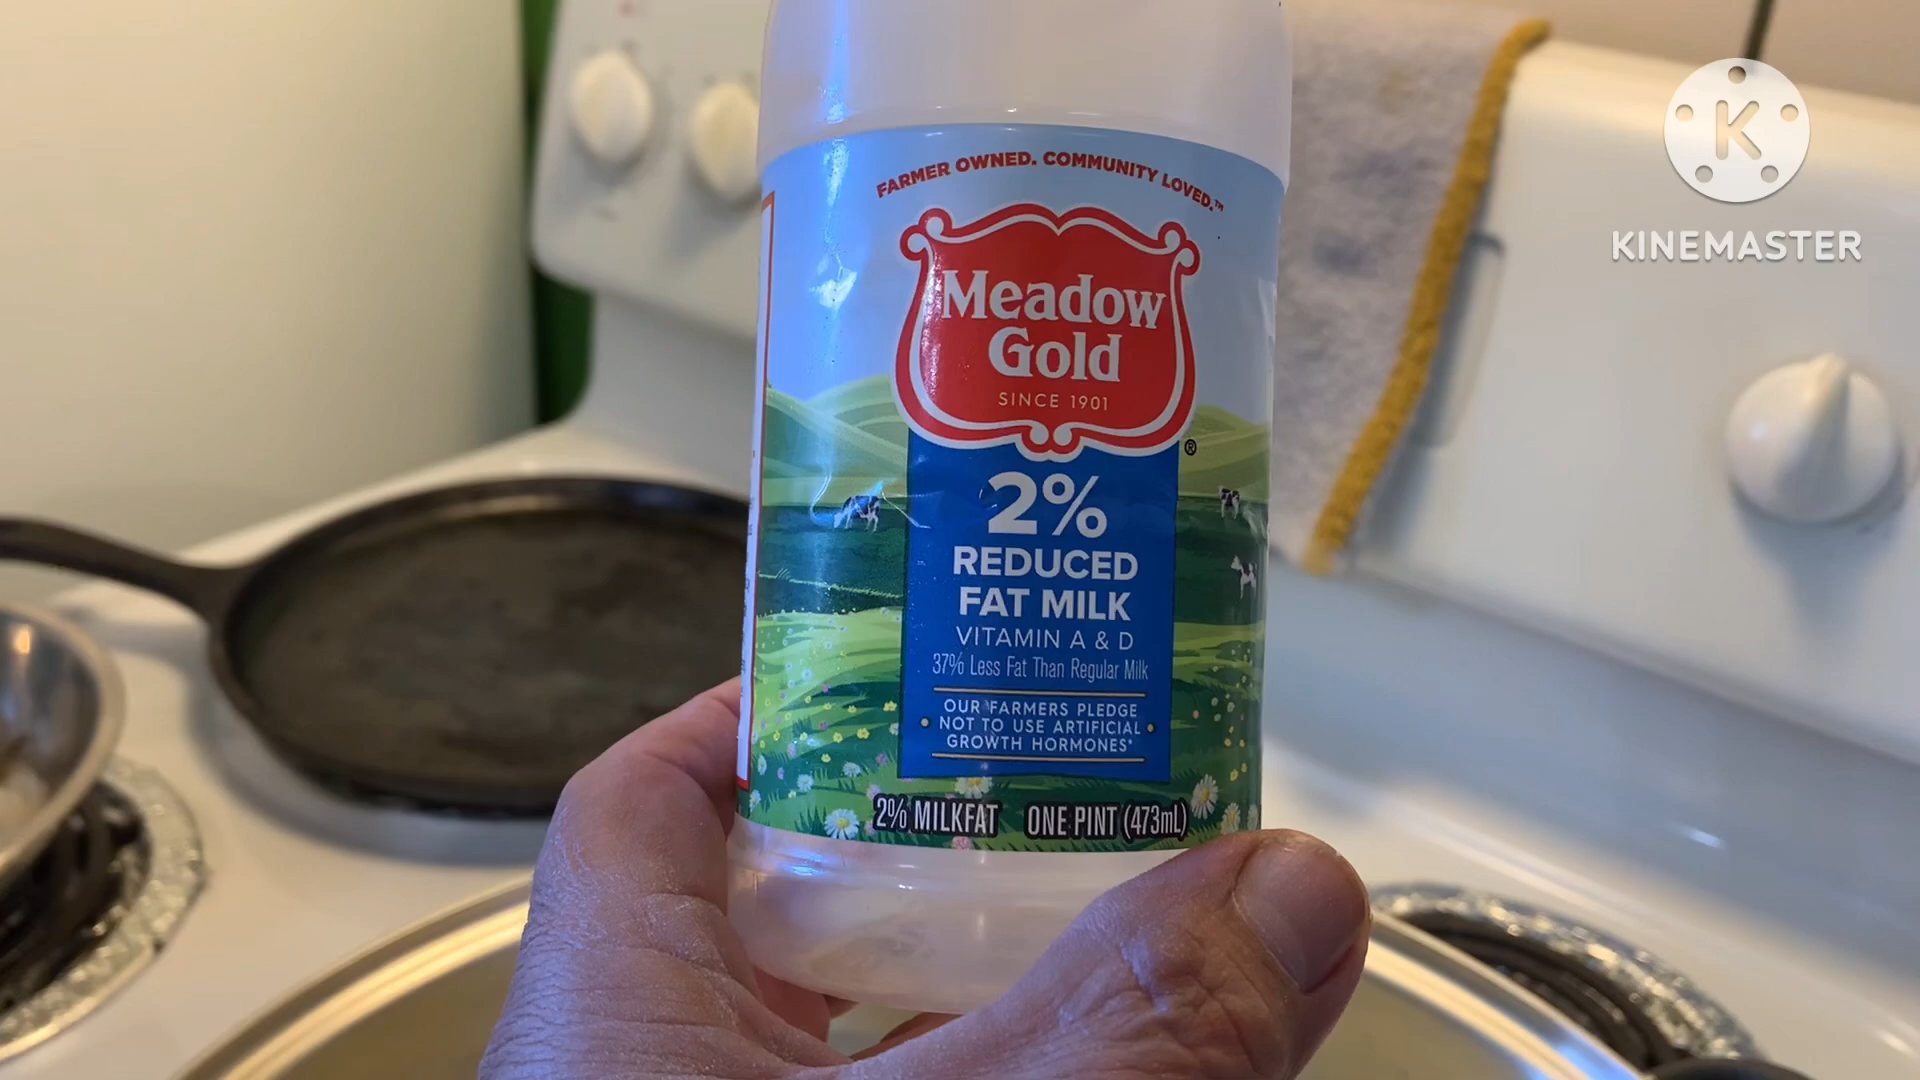 FARMER OWNED. COMMUNITY LOVED.™
Meadow
Gold
SINCE 1901
®
2%
REDUCED
FAT MILK
VITAMIN A & D
37% Less Fat Than Regular Milk
OUR FARMERS PLEDGE
• NOT TO USE ARTIFICIAL •
GROWTH HORMONES*
2% MILKFAT ONE PINT (473mL)
K
KINEMASTER